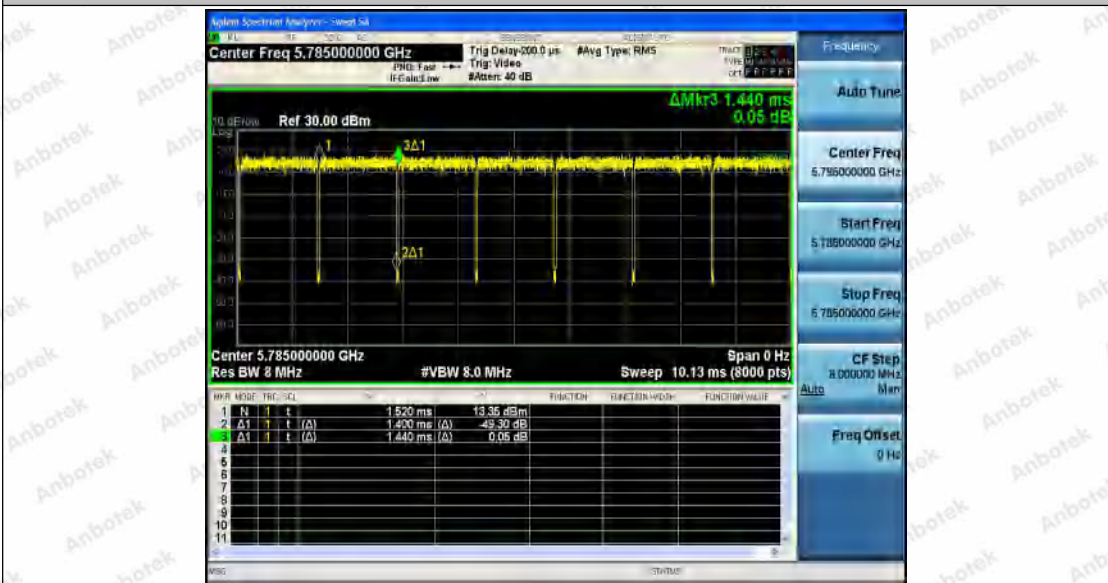 Agilent Spectrum Analyzer - Swept SA
Center Freq 5.785000000 GHz
PNO: Fast
IFGain:Low
Trig Delay-200.0 µs
Trig: Video
#Atten: 40 dB
#Avg Type: RMS
TRACE
TYPE
DET
ΔMkr3 1.440 ms
0.05 dB
10 dB/div
Log
Ref 30.00 dBm
1
3Δ1
2Δ1
Center 5.785000000 GHz
Span 0 Hz
Res BW 8 MHz
#VBW 8.0 MHz
Sweep 10.13 ms (8000 pts)
MKR MODE TRC SCL X Y FUNCTION FUNCTION WIDTH FUNCTION VALUE
1 N 1 t 1.520 ms 13.35 dBm
2 Δ1 1 t (Δ) 1.400 ms (Δ) -49.30 dB
3 Δ1 1 t (Δ) 1.440 ms (Δ) 0.05 dB
4
5
6
7
8
9
10
11
MSG
STATUS
Frequency
Auto Tune
Center Freq
5.785000000 GHz
Start Freq
5.785000000 GHz
Stop Freq
5.785000000 GHz
CF Step
8.000000 MHz
Auto Man
Freq Offset
0 Hz
Anbotek